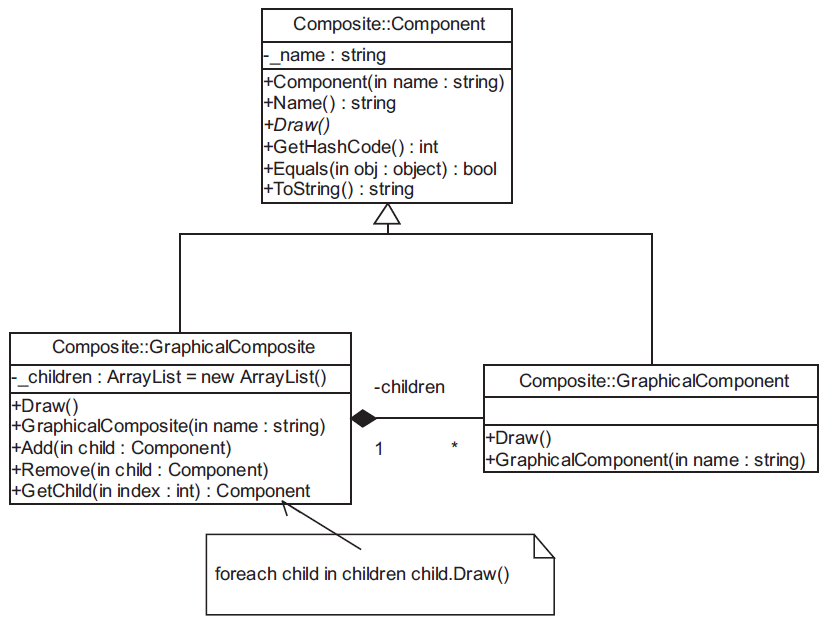 Composite::Component
-_name : string
+Component(in name : string)
+Name() : string
+Draw()
+GetHashCode() : int
+Equals(in obj : object) : bool
+ToString() : string
Composite::GraphicalComposite
-_children : ArrayList = new ArrayList()
+Draw()
+GraphicalComposite(in name : string)
+Add(in child : Component)
+Remove(in child : Component)
+GetChild(in index : int) : Component
-children
1
*
Composite::GraphicalComponent
+Draw()
+GraphicalComponent(in name : string)
foreach child in children child.Draw()